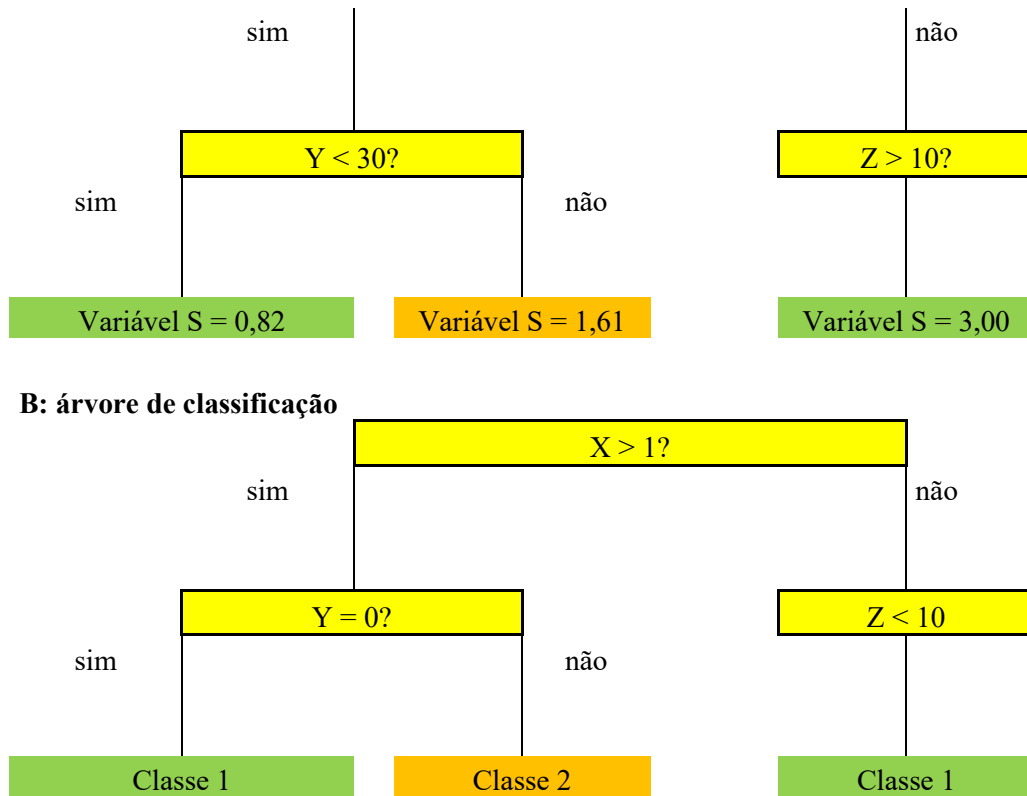 sim
não
Y < 30?
Z > 10?
sim
não
Variável S = 0,82
Variável S = 1,61
Variável S = 3,00
B: árvore de classificação
X > 1?
sim
não
Y = 0?
Z < 10
sim
não
Classe 1
Classe 2
Classe 1